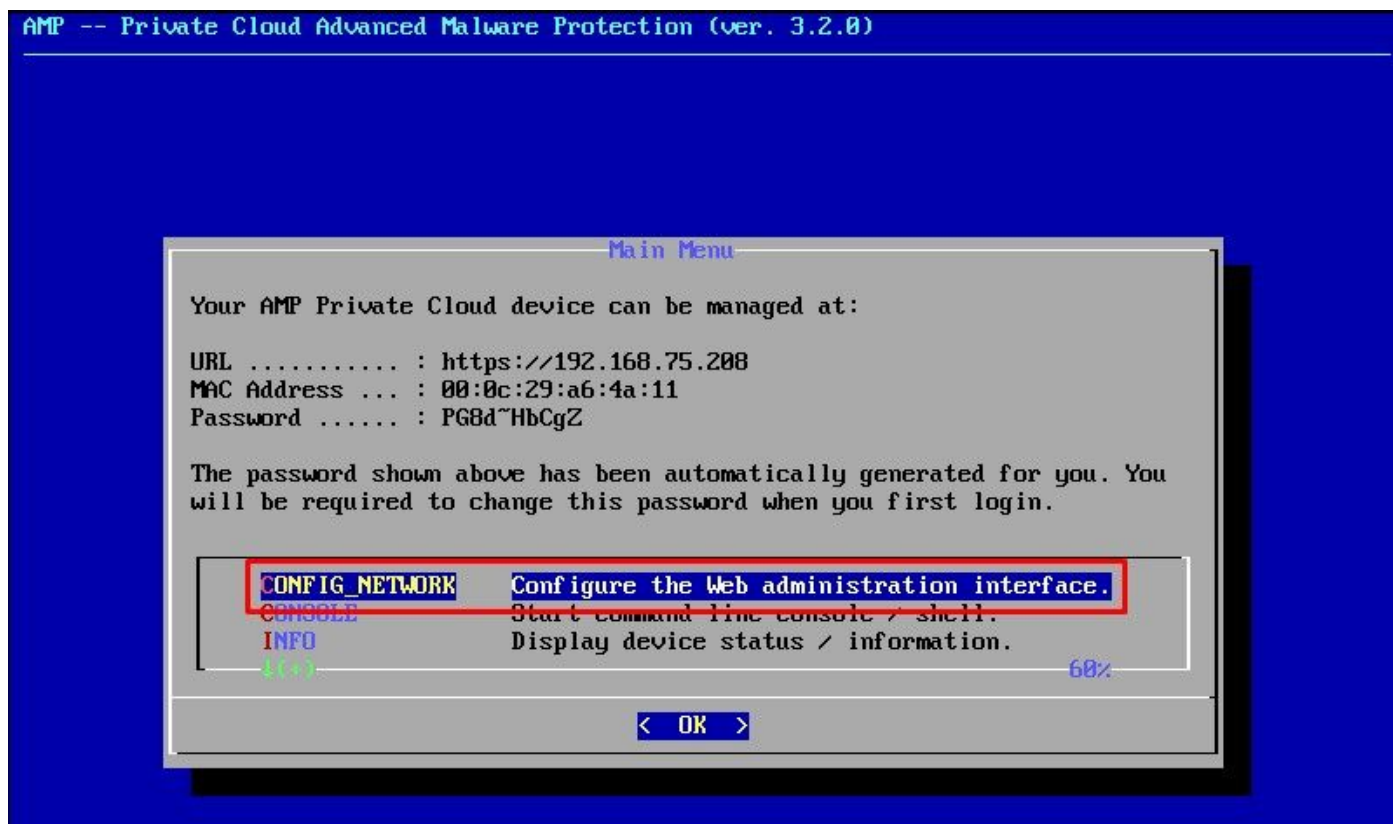 AMP -- Private Cloud Advanced Malware Protection (ver. 3.2.0)
Main Menu
Your AMP Private Cloud device can be managed at:
URL ........... : https://192.168.75.208
MAC Address ... : 00:0c:29:a6:4a:11
Password ...... : PG8d~HbCgZ
The password shown above has been automatically generated for you. You
will be required to change this password when you first login.
CONFIG_NETWORK Configure the Web administration interface.
CONSOLE Start command line console / shell.
INFO Display device status / information.
↓(+) 60%
< OK >